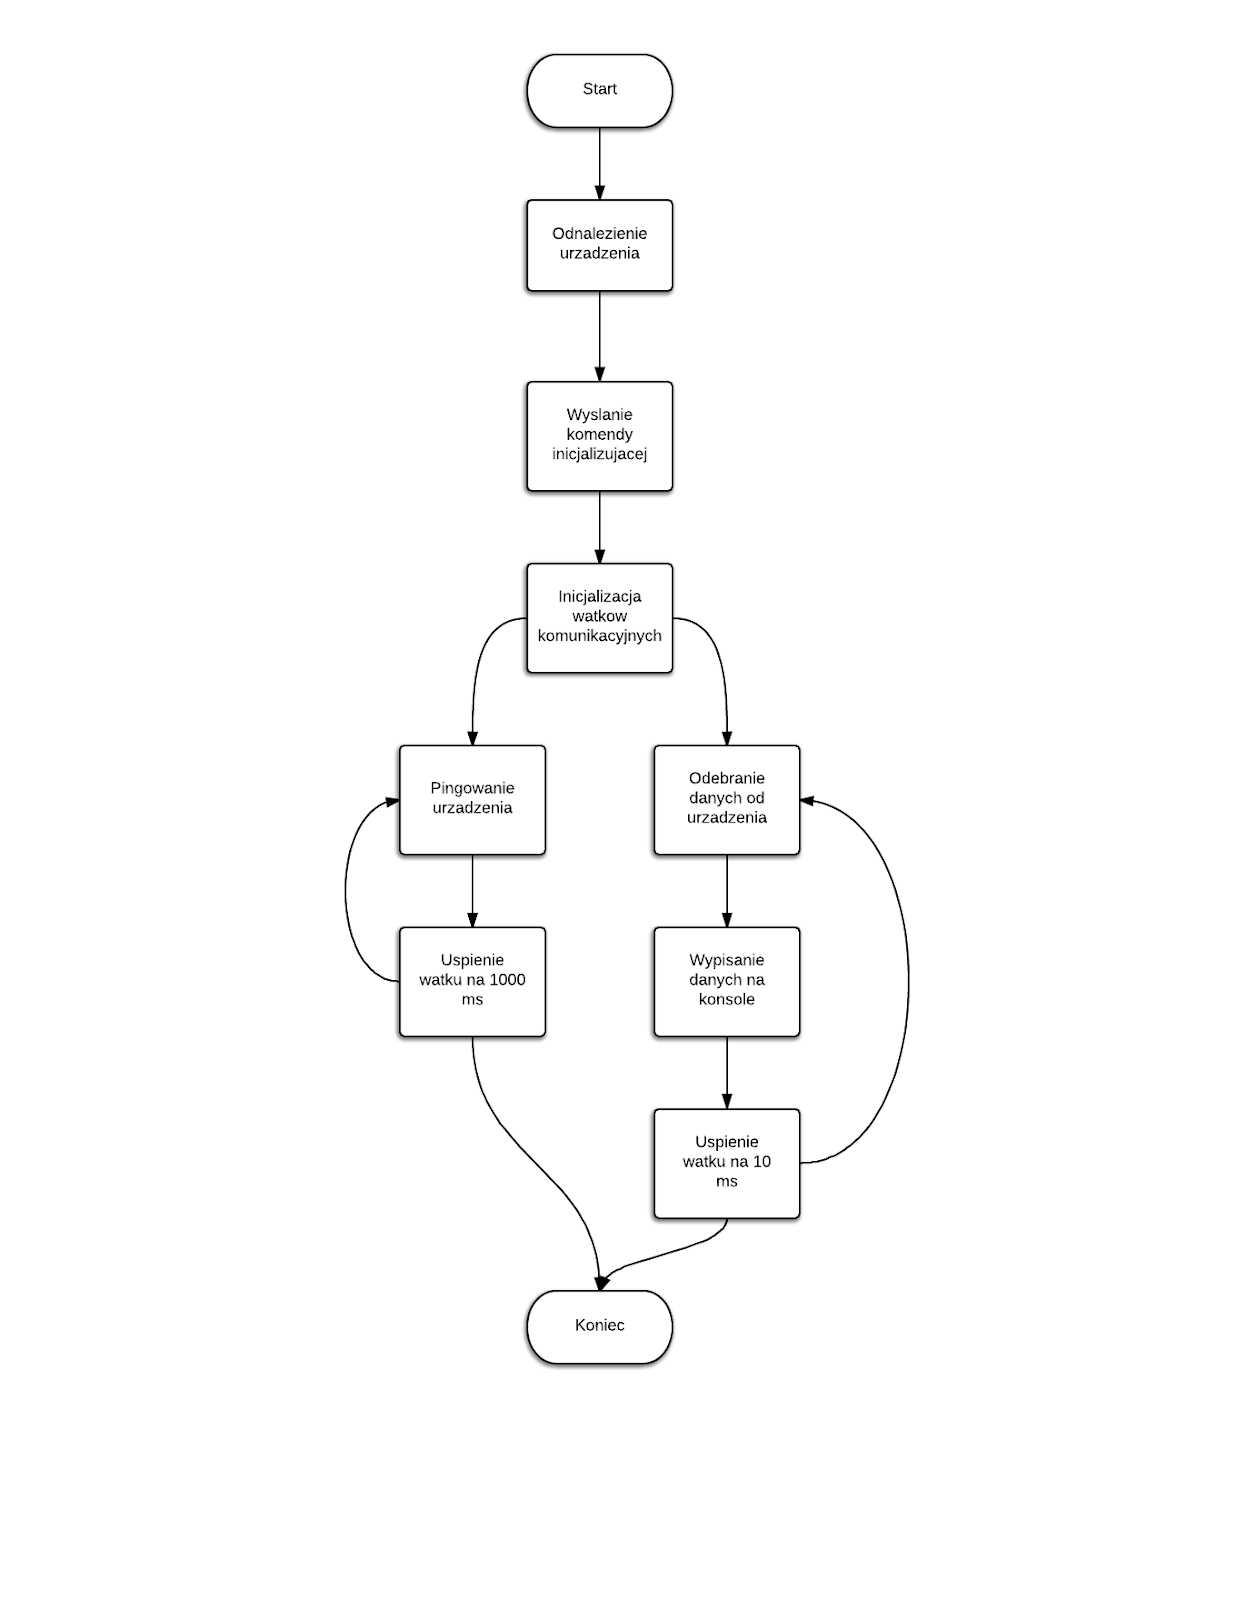 Start
Odnalezienie
urzadzenia
Wyslanie
komendy
inicjalizujacej
Inicjalizacja
watkow
komunikacyjnych
Pingowanie
urzadzenia
Odebranie
danych od
urzadzenia
Uspienie
watku na 1000
ms
Wypisanie
danych na
konsole
Uspienie
watku na 10
ms
Koniec